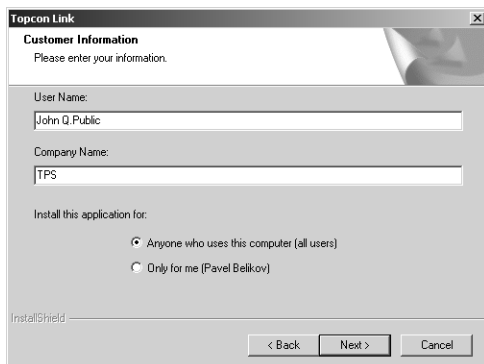 Topcon Link
Customer Information
Please enter your information.
User Name:
John Q.Public
Company Name:
TPS
Install this application for:
Anyone who uses this computer (all users)
Only for me (Pavel Belikov)
InstallShield
< Back Next > Cancel